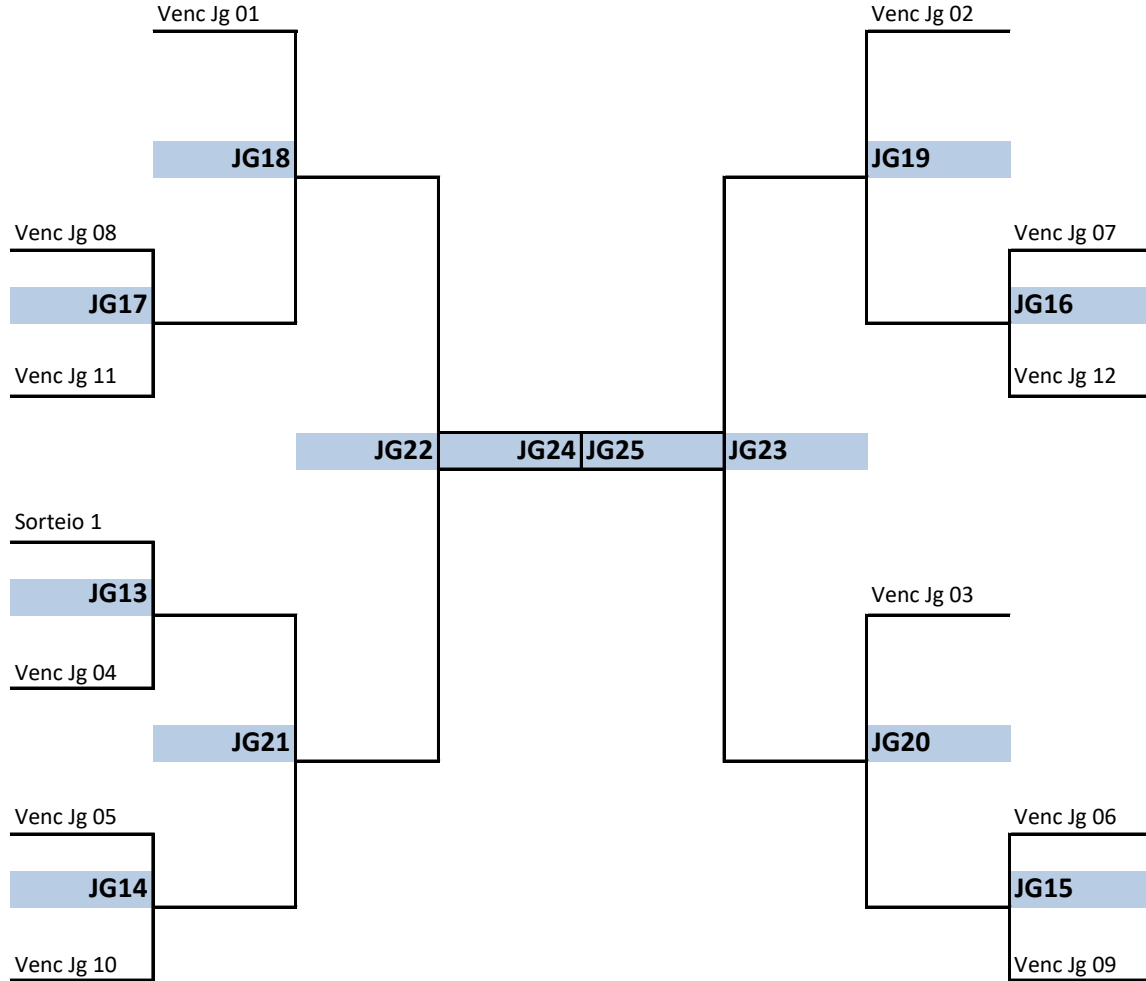 Venc Jg 01
Venc Jg 02
JG18
JG19
Venc Jg 08
Venc Jg 07
JG17
JG16
Venc Jg 11
Venc Jg 12
JG22
JG24
JG25
JG23
Sorteio 1
JG13
Venc Jg 03
Venc Jg 04
JG21
JG20
Venc Jg 05
Venc Jg 06
JG14
JG15
Venc Jg 10
Venc Jg 09